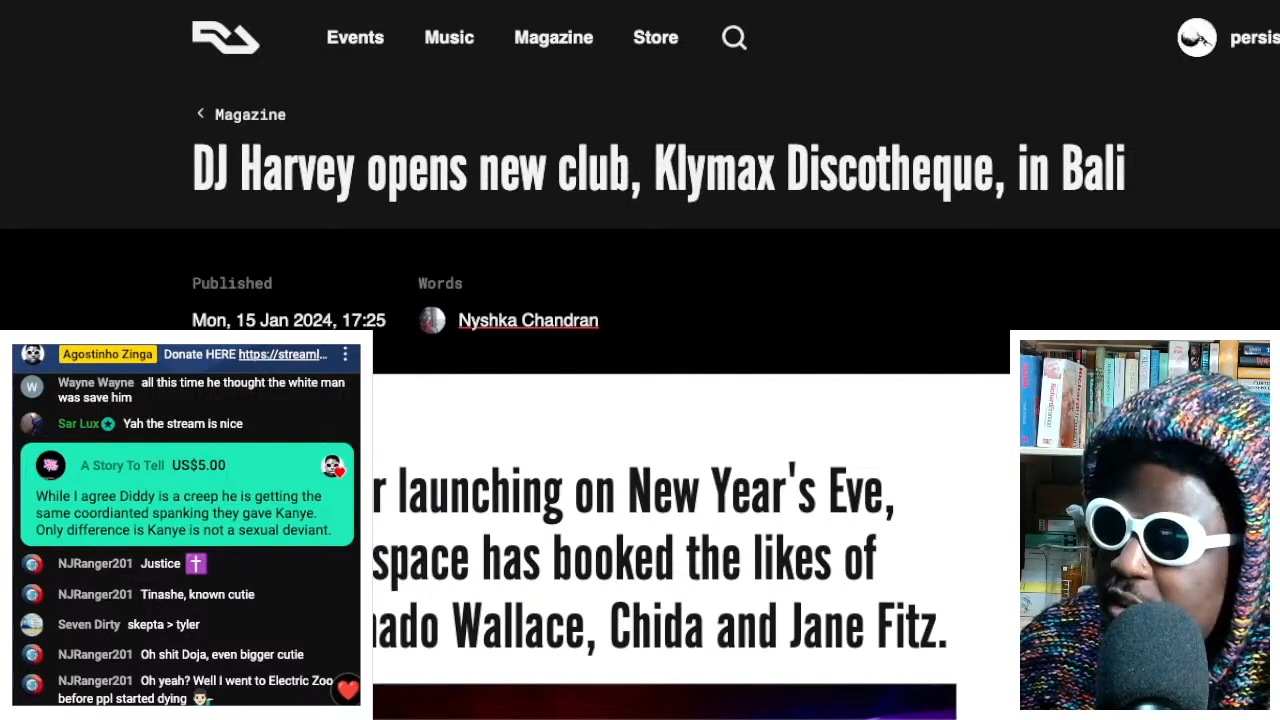 Events Music Magazine Store
persis
Magazine
DJ Harvey opens new club, Klymax Discotheque, in Bali
Published Words
Mon, 15 Jan 2024, 17:25 Nyshka Chandran
r launching on New Year's Eve,
space has booked the likes of
nado Wallace, Chida and Jane Fitz.
Agostinho Zinga Donate HERE https://streaml...
W Wayne Wayne all this time he thought the white man
was save him
Sar Lux Yah the stream is nice
A Story To Tell US$5.00
While I agree Diddy is a creep he is getting the
same coordianted spanking they gave Kanye.
Only difference is Kanye is not a sexual deviant.
NJRanger201 Justice
NJRanger201 Tinashe, known cutie
Seven Dirty skepta > tyler
NJRanger201 Oh shit Doja, even bigger cutie
NJRanger201 Oh yeah? Well I went to Electric Zoo
before ppl started dying